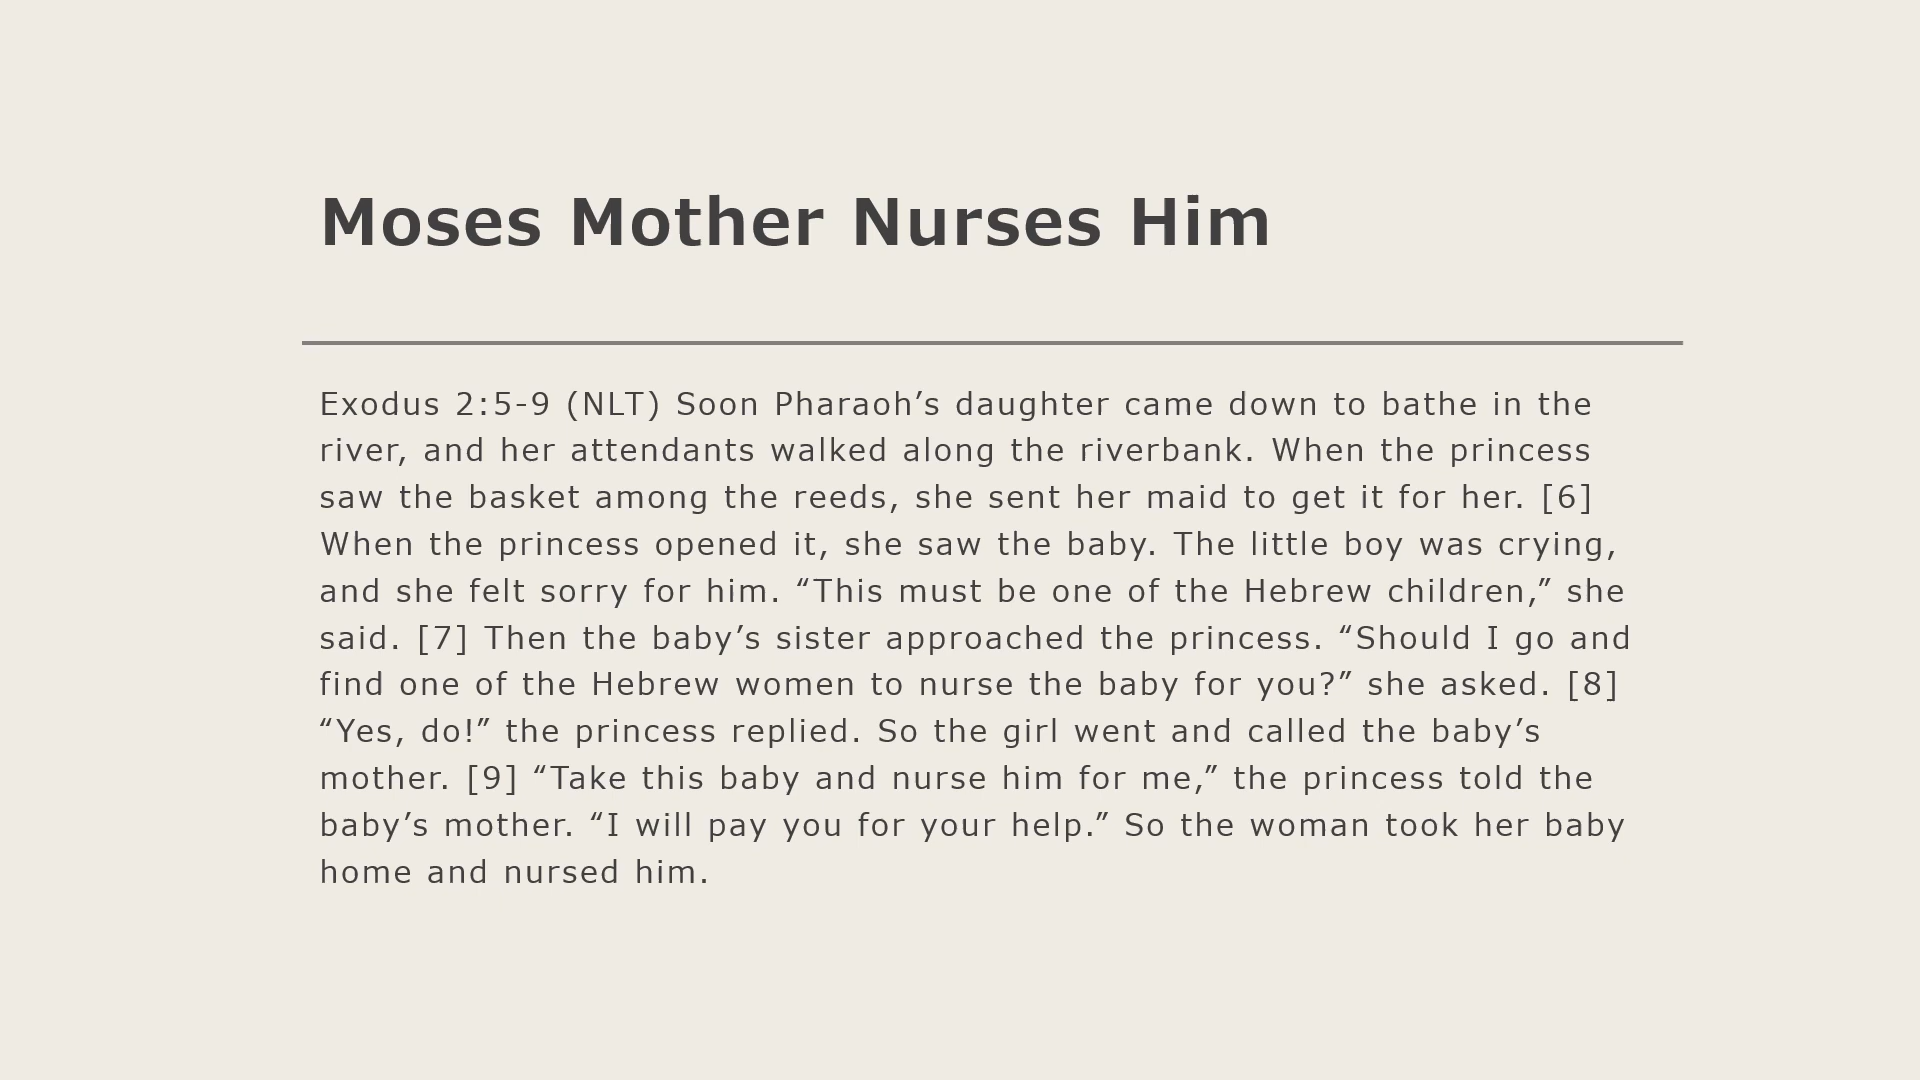 Moses Mother Nurses Him
Exodus 2:5-9 (NLT) Soon Pharaoh’s daughter came down to bathe in the
river, and her attendants walked along the riverbank. When the princess
saw the basket among the reeds, she sent her maid to get it for her. [6]
When the princess opened it, she saw the baby. The little boy was crying,
and she felt sorry for him. “This must be one of the Hebrew children,” she
said. [7] Then the baby’s sister approached the princess. “Should I go and
find one of the Hebrew women to nurse the baby for you?” she asked. [8]
“Yes, do!” the princess replied. So the girl went and called the baby’s
mother. [9] “Take this baby and nurse him for me,” the princess told the
baby’s mother. “I will pay you for your help.” So the woman took her baby
home and nursed him.